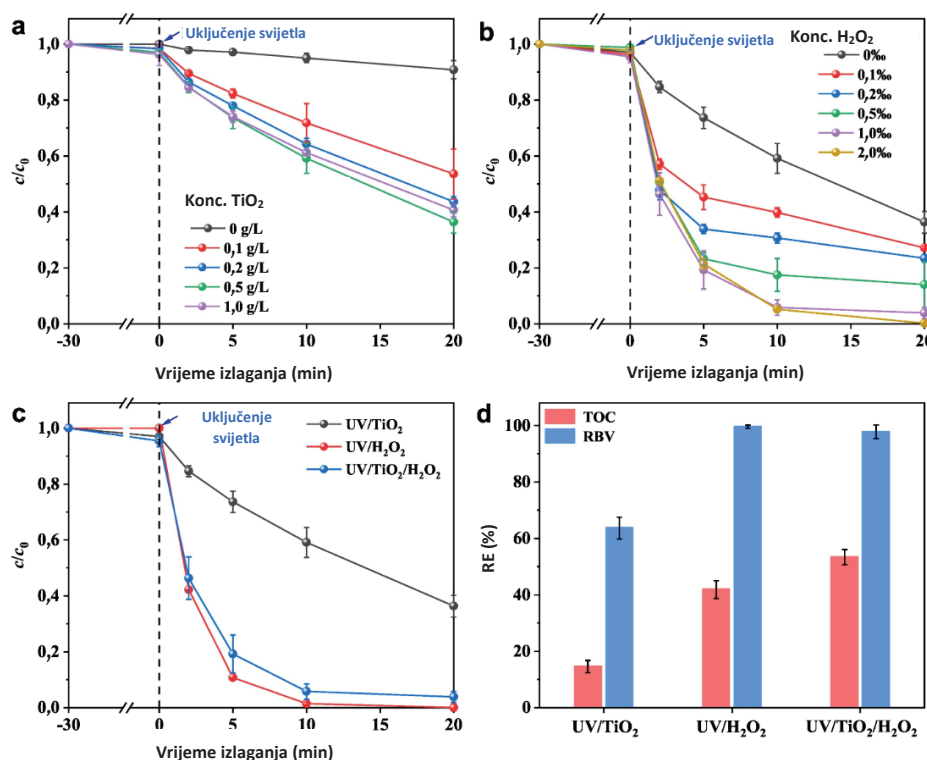 a
Uključenje svijetla
1,0
0,8
0,6
0,4
0,2
0,0
c/c₀
Konc. TiO₂
0 g/L
0,1 g/L
0,2 g/L
0,5 g/L
1,0 g/L
-30 0 5 10 15 20
Vrijeme izlaganja (min)
b
Uključenje svijetla
Konc. H₂O₂
0‰
0,1‰
0,2‰
0,5‰
1,0‰
2,0‰
1,0
0,8
0,6
0,4
0,2
0,0
c/c₀
-30 0 5 10 15 20
Vrijeme izlaganja (min)
c
Uključenje
svijetla
UV/TiO₂
UV/H₂O₂
UV/TiO₂/H₂O₂
1,0
0,8
0,6
0,4
0,2
0,0
c/c₀
-30 0 5 10 15 20
Vrijeme izlaganja (min)
d
TOC
RBV
100
80
60
40
20
0
RE (%)
UV/TiO₂ UV/H₂O₂ UV/TiO₂/H₂O₂